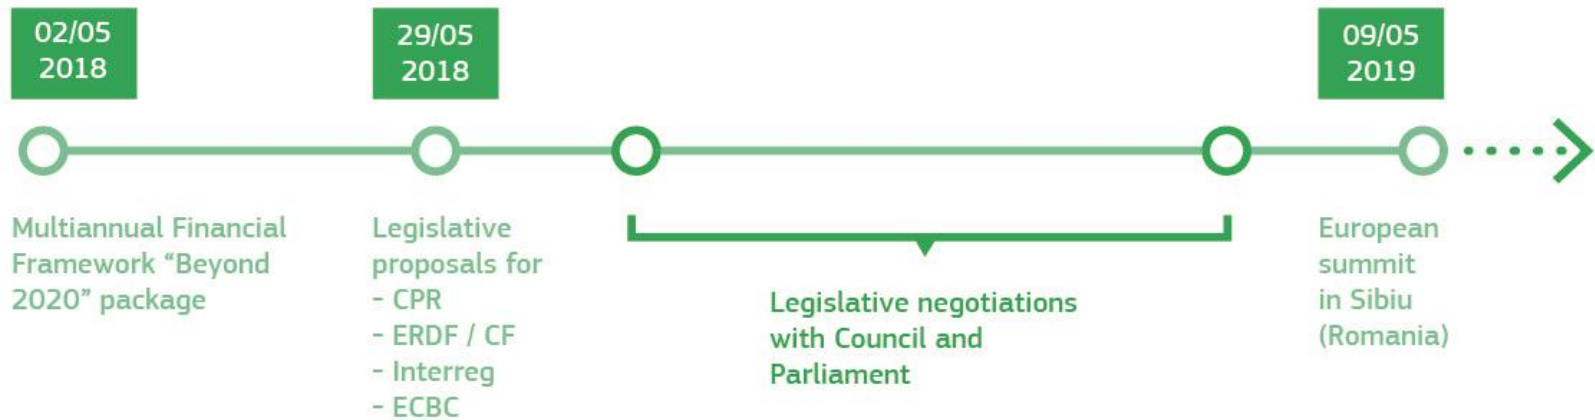 02/05
2018
29/05
2018
09/05
2019
Multiannual Financial
Framework “Beyond
2020” package
Legislative
proposals for
- CPR
- ERDF / CF
- Interreg
- ECBC
Legislative negotiations
with Council and
Parliament
European
summit
in Sibiu
(Romania)